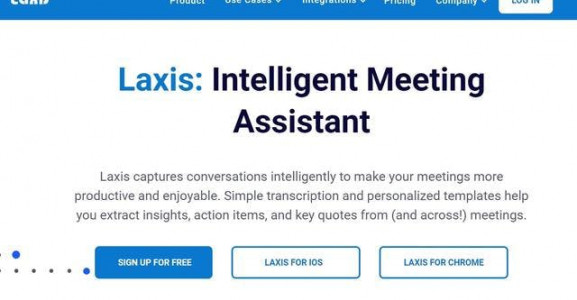 Laxis
Product Use Cases Integrations Pricing Company LOG IN
Laxis: Intelligent Meeting
Assistant
Laxis captures conversations intelligently to make your meetings more
productive and enjoyable. Simple transcription and personalized templates help
you extract insights, action items, and key quotes from (and across!) meetings.
SIGN UP FOR FREE LAXIS FOR IOS LAXIS FOR CHROME